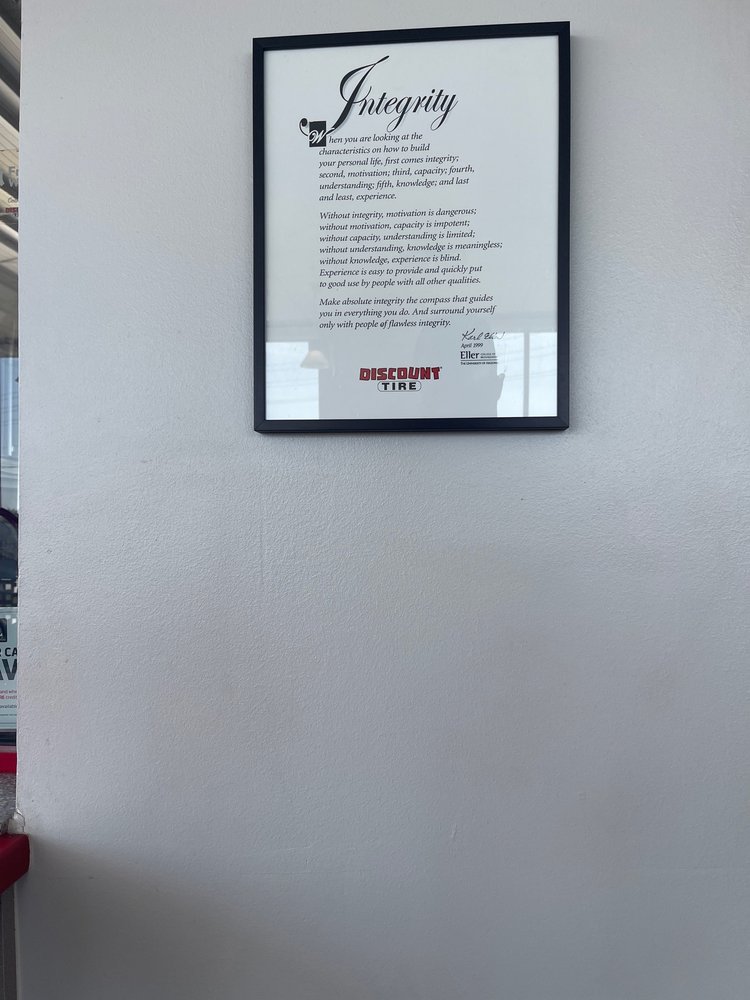 Integrity
When you are looking at the
characteristics on how to build
your personal life, first comes integrity;
second, motivation; third, capacity; fourth,
understanding; fifth, knowledge; and last
and least, experience.
Without integrity, motivation is dangerous;
without motivation, capacity is impotent;
without capacity, understanding is limited;
without understanding, knowledge is meaningless;
without knowledge, experience is blind.
Experience is easy to provide and quickly put
to good use by people with all other qualities.
Make absolute integrity the compass that guides
you in everything you do. And surround yourself
only with people of flawless integrity.
Karl Eller
April 1999
Eller
DISCOUNT
TIRE
R CA
AV